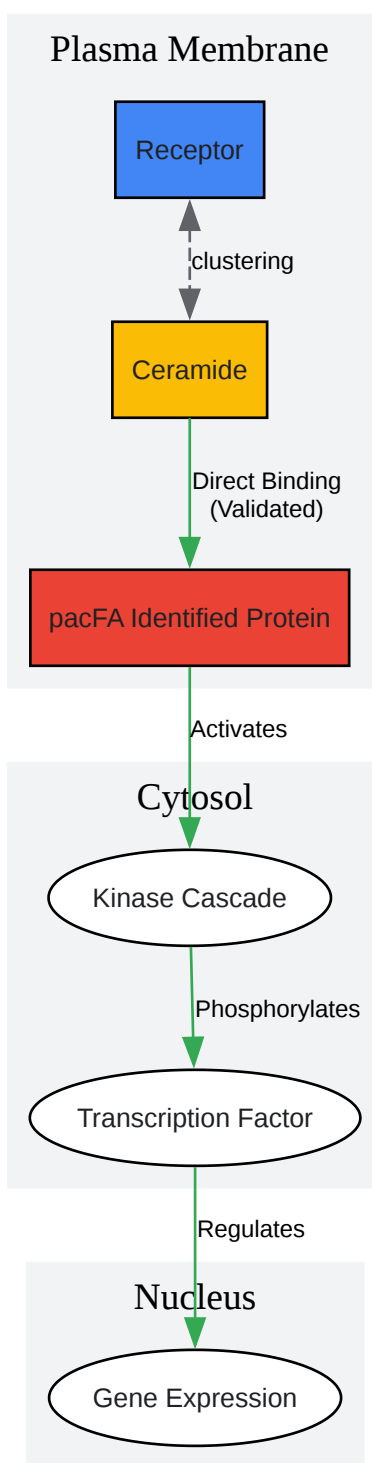 Plasma Membrane
Receptor
clustering
Ceramide
Direct Binding
(Validated)
pacFA Identified Protein
Activates
Cytosol
Kinase Cascade
Phosphorylates
Transcription Factor
Regulates
Nucleus
Gene Expression